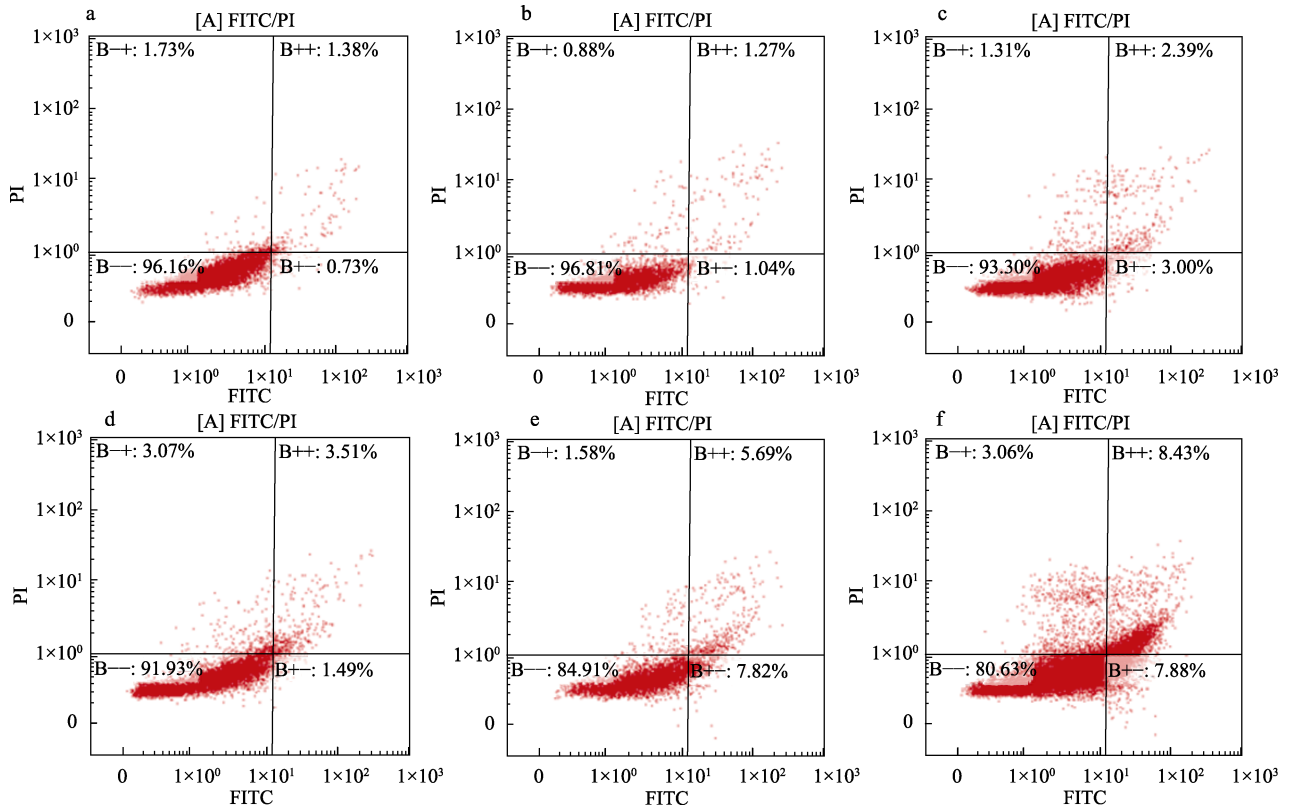 a
[A] FITC/PI
1×10³
B—+: 1.73%
B++: 1.38%
1×10²
1×10¹
PI
1×10⁰
B——: 96.16%
B+—: 0.73%
0
0 1×10⁰ 1×10¹ 1×10² 1×10³
FITC
b
[A] FITC/PI
1×10³
B—+: 0.88%
B++: 1.27%
1×10²
1×10¹
PI
1×10⁰
B——: 96.81%
B+—: 1.04%
0
0 1×10⁰ 1×10¹ 1×10² 1×10³
FITC
c
[A] FITC/PI
1×10³
B—+: 1.31%
B++: 2.39%
1×10²
1×10¹
PI
1×10⁰
B——: 93.30%
B+—: 3.00%
0
0 1×10⁰ 1×10¹ 1×10² 1×10³
FITC
d
[A] FITC/PI
1×10³
B—+: 3.07%
B++: 3.51%
1×10²
1×10¹
PI
1×10⁰
B——: 91.93%
B+—: 1.49%
0
0 1×10⁰ 1×10¹ 1×10² 1×10³
FITC
e
[A] FITC/PI
1×10³
B—+: 1.58%
B++: 5.69%
1×10²
1×10¹
PI
1×10⁰
B——: 84.91%
B+—: 7.82%
0
0 1×10⁰ 1×10¹ 1×10² 1×10³
FITC
f
[A] FITC/PI
1×10³
B—+: 3.06%
B++: 8.43%
1×10²
1×10¹
PI
1×10⁰
B——: 80.63%
B+—: 7.88%
0
0 1×10⁰ 1×10¹ 1×10² 1×10³
FITC